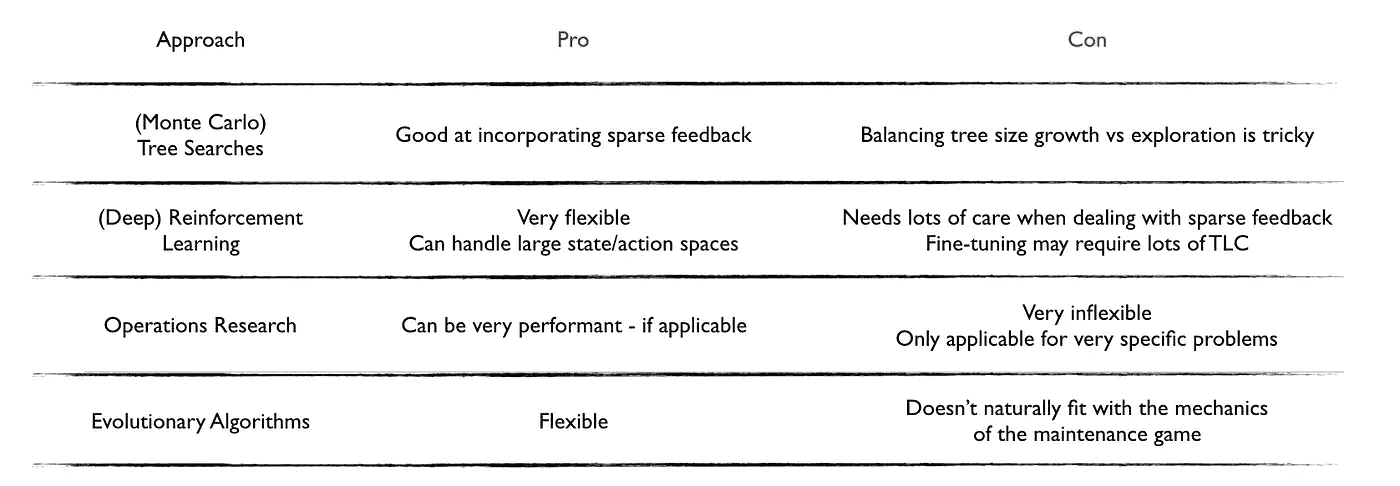 Approach Pro Con
(Monte Carlo)
Tree Searches
Good at incorporating sparse feedback
Balancing tree size growth vs exploration is tricky
(Deep) Reinforcement
Learning
Very flexible
Can handle large state/action spaces
Needs lots of care when dealing with sparse feedback
Fine-tuning may require lots of TLC
Operations Research
Can be very performant - if applicable
Very inflexible
Only applicable for very specific problems
Evolutionary Algorithms
Flexible
Doesn't naturally fit with the mechanics
of the maintenance game